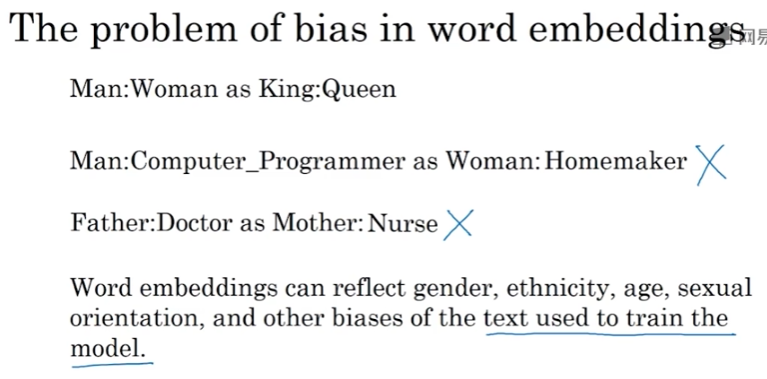 The problem of bias in word embeddings
Man:Woman as King:Queen
Man:Computer_Programmer as Woman:Homemaker
Father:Doctor as Mother:Nurse
Word embeddings can reflect gender, ethnicity, age, sexual
orientation, and other biases of the text used to train the
model.